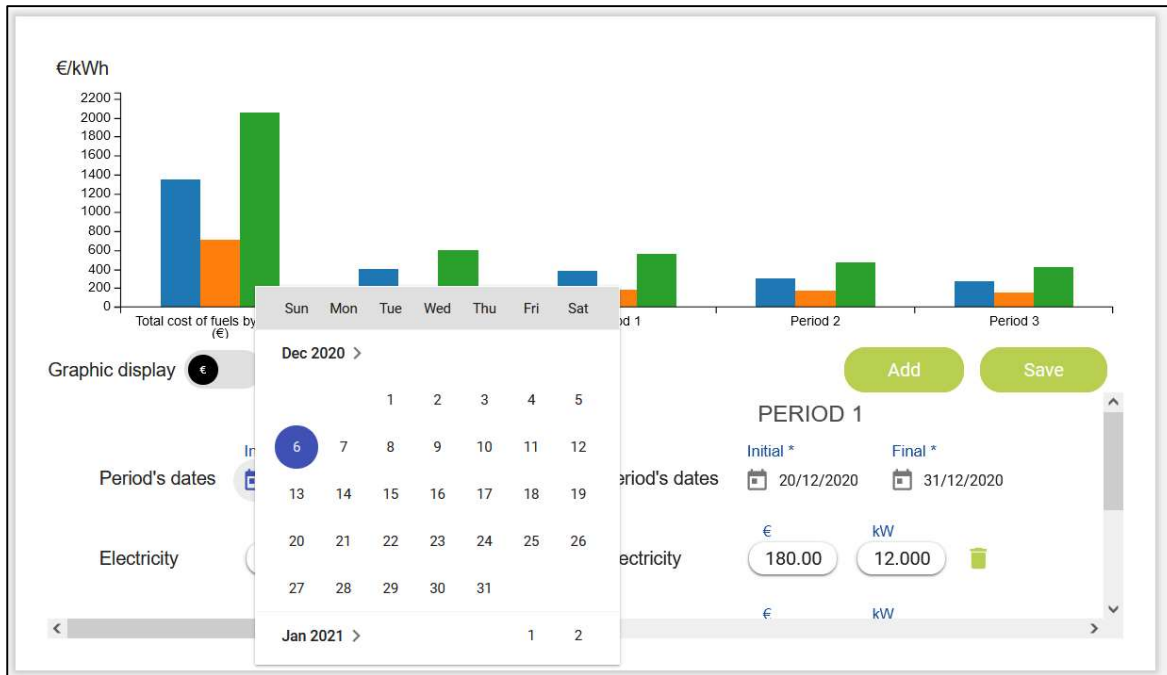 €/kWh
2200
2000
1800
1600
1400
1200
1000
800
600
400
200
0
Total cost of fuels by
(€)
Period 2
Period 3
Graphic display €
Add Save
Sun Mon Tue Wed Thu Fri Sat
Dec 2020
1 2 3 4 5
6 7 8 9 10 11 12
13 14 15 16 17 18 19
20 21 22 23 24 25 26
27 28 29 30 31
Jan 2021 1 2
PERIOD 1
Initial * Final *
Period's dates
dates 20/12/2020 31/12/2020
€ kW
Electricity
180.00 12.000
€ kW